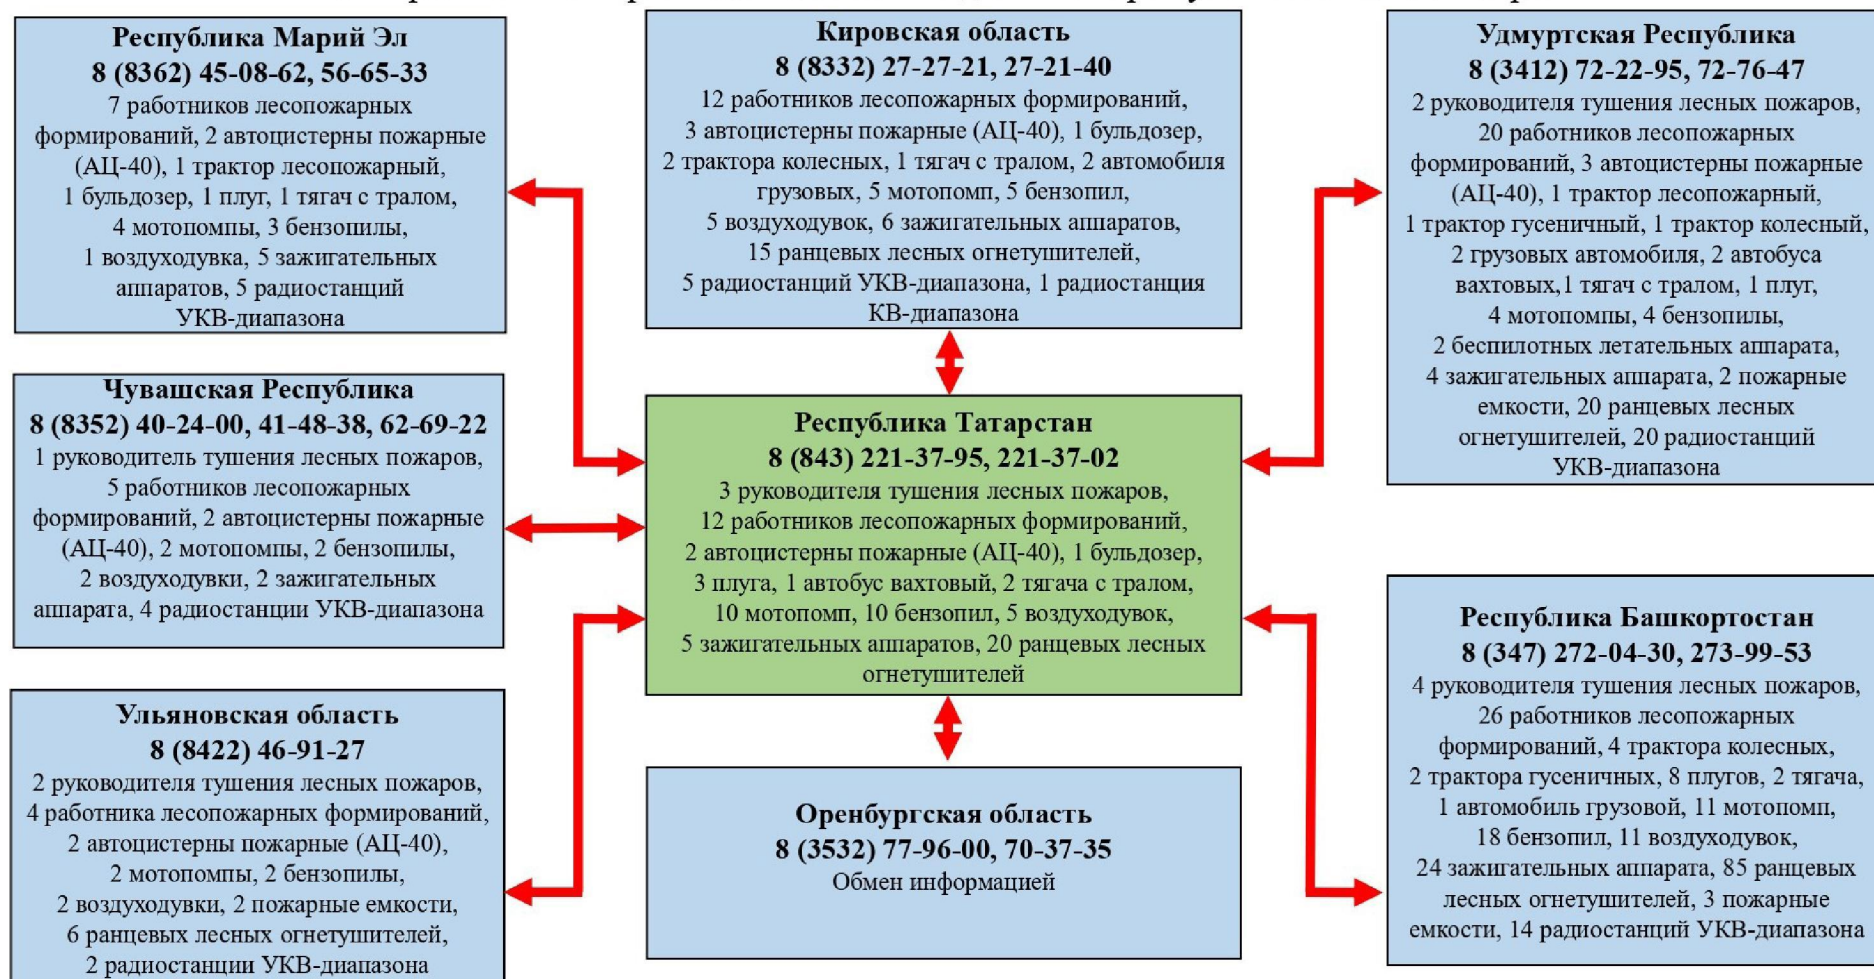 Республика Марий Эл
8 (8362) 45-08-62, 56-65-33
7 работников лесопожарных
формирований, 2 автоцистерны пожарные
(АЦ-40), 1 трактор лесопожарный,
1 бульдозер, 1 плуг, 1 тягач с тралом,
4 мотопомпы, 3 бензопилы,
1 воздуходувка, 5 зажигательных
аппаратов, 5 радиостанций
УКВ-диапазона
Кировская область
8 (8332) 27-27-21, 27-21-40
12 работников лесопожарных формирований,
3 автоцистерны пожарные (АЦ-40), 1 бульдозер,
2 трактора колесных, 1 тягач с тралом, 2 автомобиля
грузовых, 5 мотопомп, 5 бензопил,
5 воздуходувок, 6 зажигательных аппаратов,
15 ранцевых лесных огнетушителей,
5 радиостанций УКВ-диапазона, 1 радиостанция
КВ-диапазона
Удмуртская Республика
8 (3412) 72-22-95, 72-76-47
2 руководителя тушения лесных пожаров,
20 работников лесопожарных
формирований, 3 автоцистерны пожарные
(АЦ-40), 1 трактор лесопожарный,
1 трактор гусеничный, 1 трактор колесный,
2 грузовых автомобиля, 2 автобуса
вахтовых,1 тягач с тралом, 1 плуг,
4 мотопомпы, 4 бензопилы,
2 беспилотных летательных аппарата,
4 зажигательных аппарата, 2 пожарные
емкости, 20 ранцевых лесных
огнетушителей, 20 радиостанций
УКВ-диапазона
Чувашская Республика
8 (8352) 40-24-00, 41-48-38, 62-69-22
1 руководитель тушения лесных пожаров,
5 работников лесопожарных
формирований, 2 автоцистерны пожарные
(АЦ-40), 2 мотопомпы, 2 бензопилы,
2 воздуходувки, 2 зажигательных
аппарата, 4 радиостанции УКВ-диапазона
Республика Татарстан
8 (843) 221-37-95, 221-37-02
3 руководителя тушения лесных пожаров,
12 работников лесопожарных формирований,
2 автоцистерны пожарные (АЦ-40), 1 бульдозер,
3 плуга, 1 автобус вахтовый, 2 тягача с тралом,
10 мотопомп, 10 бензопил, 5 воздуходувок,
5 зажигательных аппаратов, 20 ранцевых лесных
огнетушителей
Республика Башкортостан
8 (347) 272-04-30, 273-99-53
4 руководителя тушения лесных пожаров,
26 работников лесопожарных
формирований, 4 трактора колесных,
2 трактора гусеничных, 8 плугов, 2 тягача,
1 автомобиль грузовой, 11 мотопомп,
18 бензопил, 11 воздуходувок,
24 зажигательных аппарата, 85 ранцевых
лесных огнетушителей, 3 пожарные
емкости, 14 радиостанций УКВ-диапазона
Ульяновская область
8 (8422) 46-91-27
2 руководителя тушения лесных пожаров,
4 работника лесопожарных формирований,
2 автоцистерны пожарные (АЦ-40),
2 мотопомпы, 2 бензопилы,
2 воздуходувки, 2 пожарные емкости,
6 ранцевых лесных огнетушителей,
2 радиостанции УКВ-диапазона
Оренбургская область
8 (3532) 77-96-00, 70-37-35
Обмен информацией